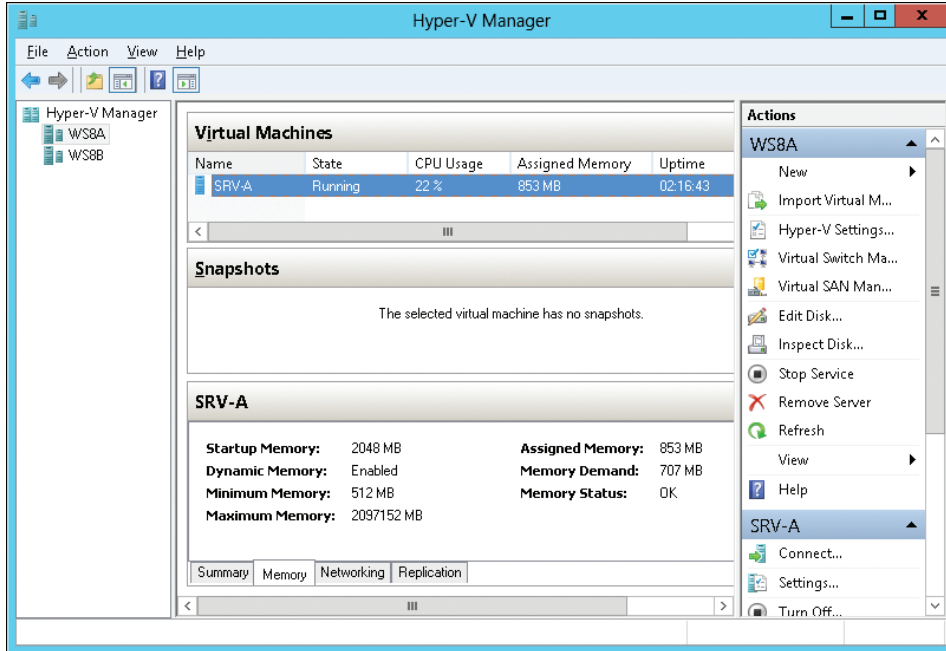 Hyper-V Manager
File Action View Help
Hyper-V Manager
WS8A
WS8B
Virtual Machines
Name State CPU Usage Assigned Memory Uptime
SRV-A Running 22 % 853 MB 02:16:43
Snapshots
The selected virtual machine has no snapshots.
SRV-A
Startup Memory: 2048 MB Assigned Memory: 853 MB
Dynamic Memory: Enabled Memory Demand: 707 MB
Minimum Memory: 512 MB Memory Status: OK
Maximum Memory: 2097152 MB
Summary Memory Networking Replication
Actions
WS8A
New
Import Virtual M...
Hyper-V Settings...
Virtual Switch Ma...
Virtual SAN Man...
Edit Disk...
Inspect Disk...
Stop Service
Remove Server
Refresh
View
Help
SRV-A
Connect...
Settings...
Turn Off...